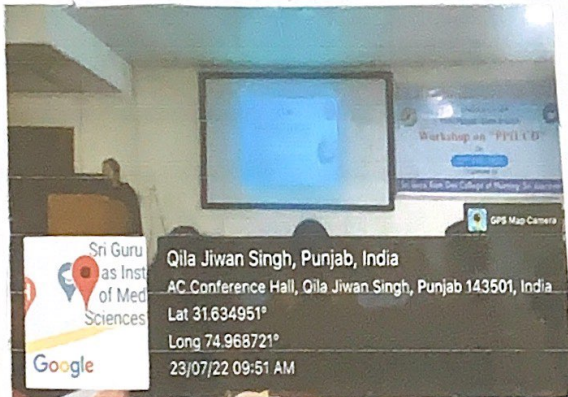 Workshop on "PPIUCD"
GPS Map Camera
Sri Guru
as Inst
of Med
Sciences
Google
Qila Jiwan Singh, Punjab, India
AC.Conference Hall, Qila Jiwan Singh, Punjab 143501, India
Lat 31.634951°
Long 74.968721°
23/07/22 09:51 AM